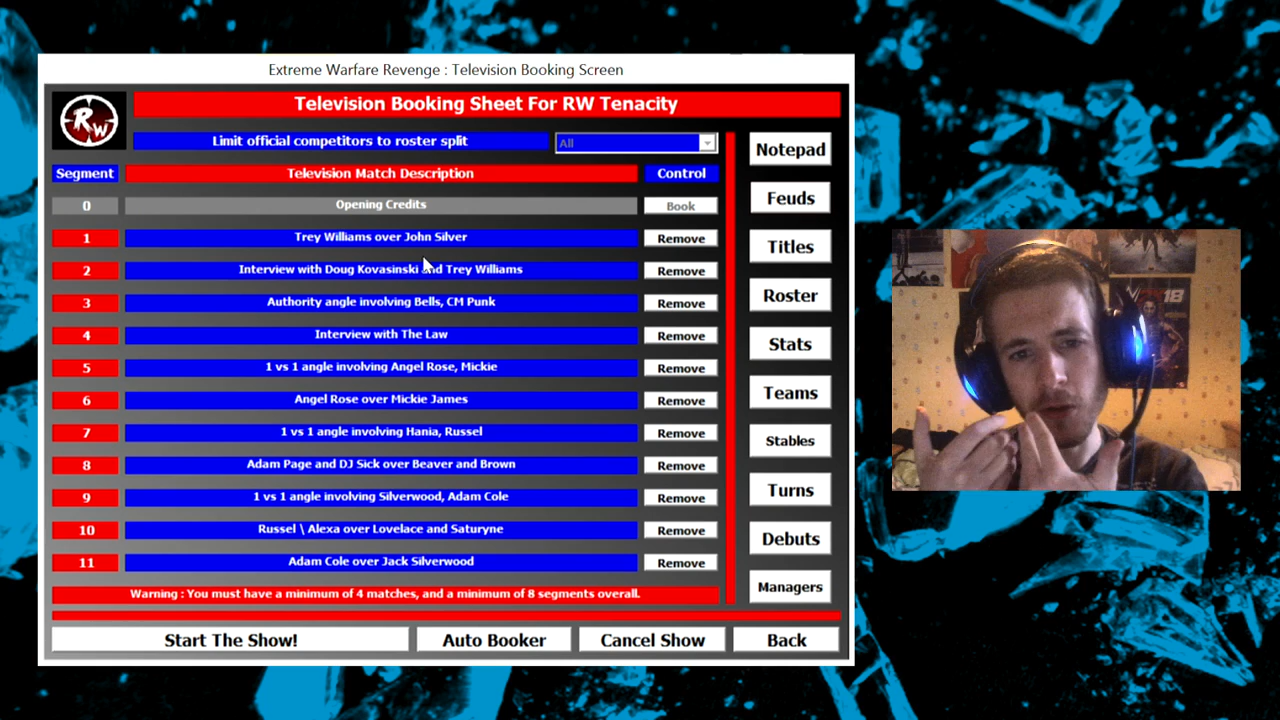 Extreme Warfare Revenge : Television Booking Screen
RW
Television Booking Sheet For RW Tenacity
Limit official competitors to roster split
All
Notepad
Segment
Television Match Description
Control
0
Opening Credits
Book
Feuds
1
Trey Williams over John Silver
Remove
Titles
2
Interview with Doug Kovasinski and Trey Williams
Remove
3
Authority angle involving Bells, CM Punk
Remove
Roster
4
Interview with The Law
Remove
Stats
5
1 vs 1 angle involving Angel Rose, Mickie
Remove
6
Angel Rose over Mickie James
Remove
Teams
7
1 vs 1 angle involving Hania, Russel
Remove
Stables
8
Adam Page and DJ Sick over Beaver and Brown
Remove
9
1 vs 1 angle involving Silverwood, Adam Cole
Remove
Turns
10
Russel \ Alexa over Lovelace and Saturyne
Remove
Debuts
11
Adam Cole over Jack Silverwood
Remove
Managers
Warning : You must have a minimum of 4 matches, and a minimum of 8 segments overall.
Start The Show!
Auto Booker
Cancel Show
Back
18